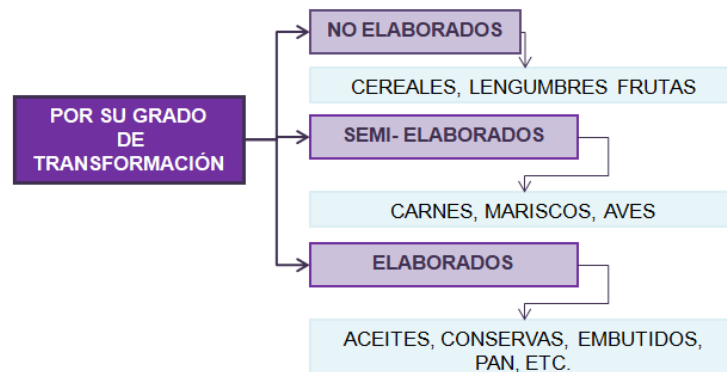 POR SU GRADO
DE
TRANSFORMACIÓN
NO ELABORADOS
CEREALES, LENGUMBRES FRUTAS
SEMI- ELABORADOS
CARNES, MARISCOS, AVES
ELABORADOS
ACEITES, CONSERVAS, EMBUTIDOS,
PAN, ETC.